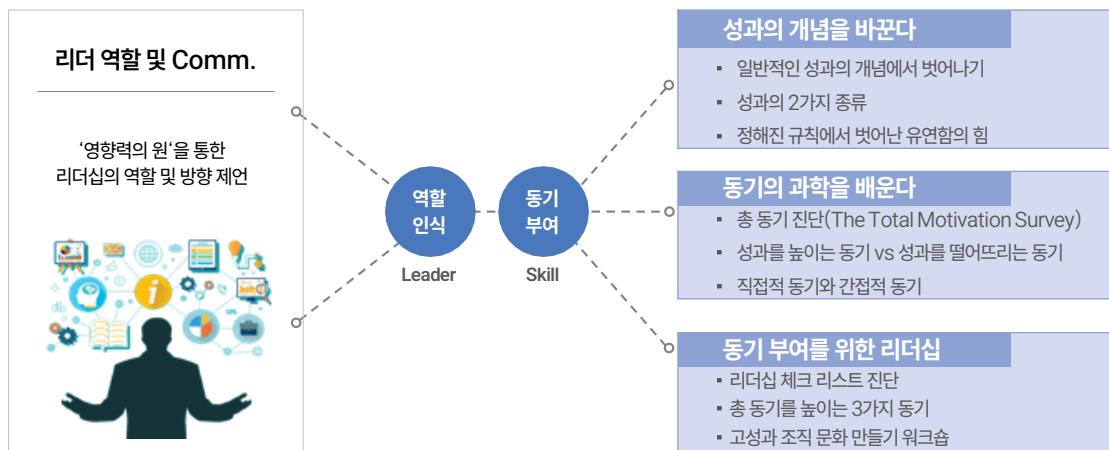 리더 역할 및 Comm.
‘영향력의 원‘을 통한
리더십의 역할 및 방향 제언
역할
인식
Leader
동기
부여
Skill
성과의 개념을 바꾼다
▪ 일반적인 성과의 개념에서 벗어나기
▪ 성과의 2가지 종류
▪ 정해진 규칙에서 벗어난 유연함의 힘
동기의 과학을 배운다
▪ 총 동기 진단(The Total Motivation Survey)
▪ 성과를 높이는 동기 vs 성과를 떨어뜨리는 동기
▪ 직접적 동기와 간접적 동기
동기 부여를 위한 리더십
▪ 리더십 체크 리스트 진단
▪ 총 동기를 높이는 3가지 동기
▪ 고성과 조직 문화 만들기 워크숍